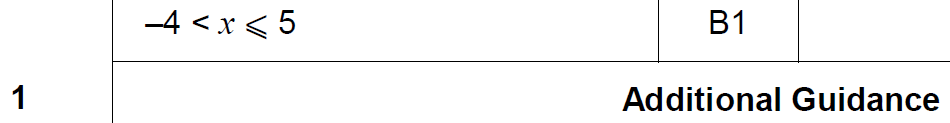 –4 < x ⩽ 5 B1
1 Additional Guidance